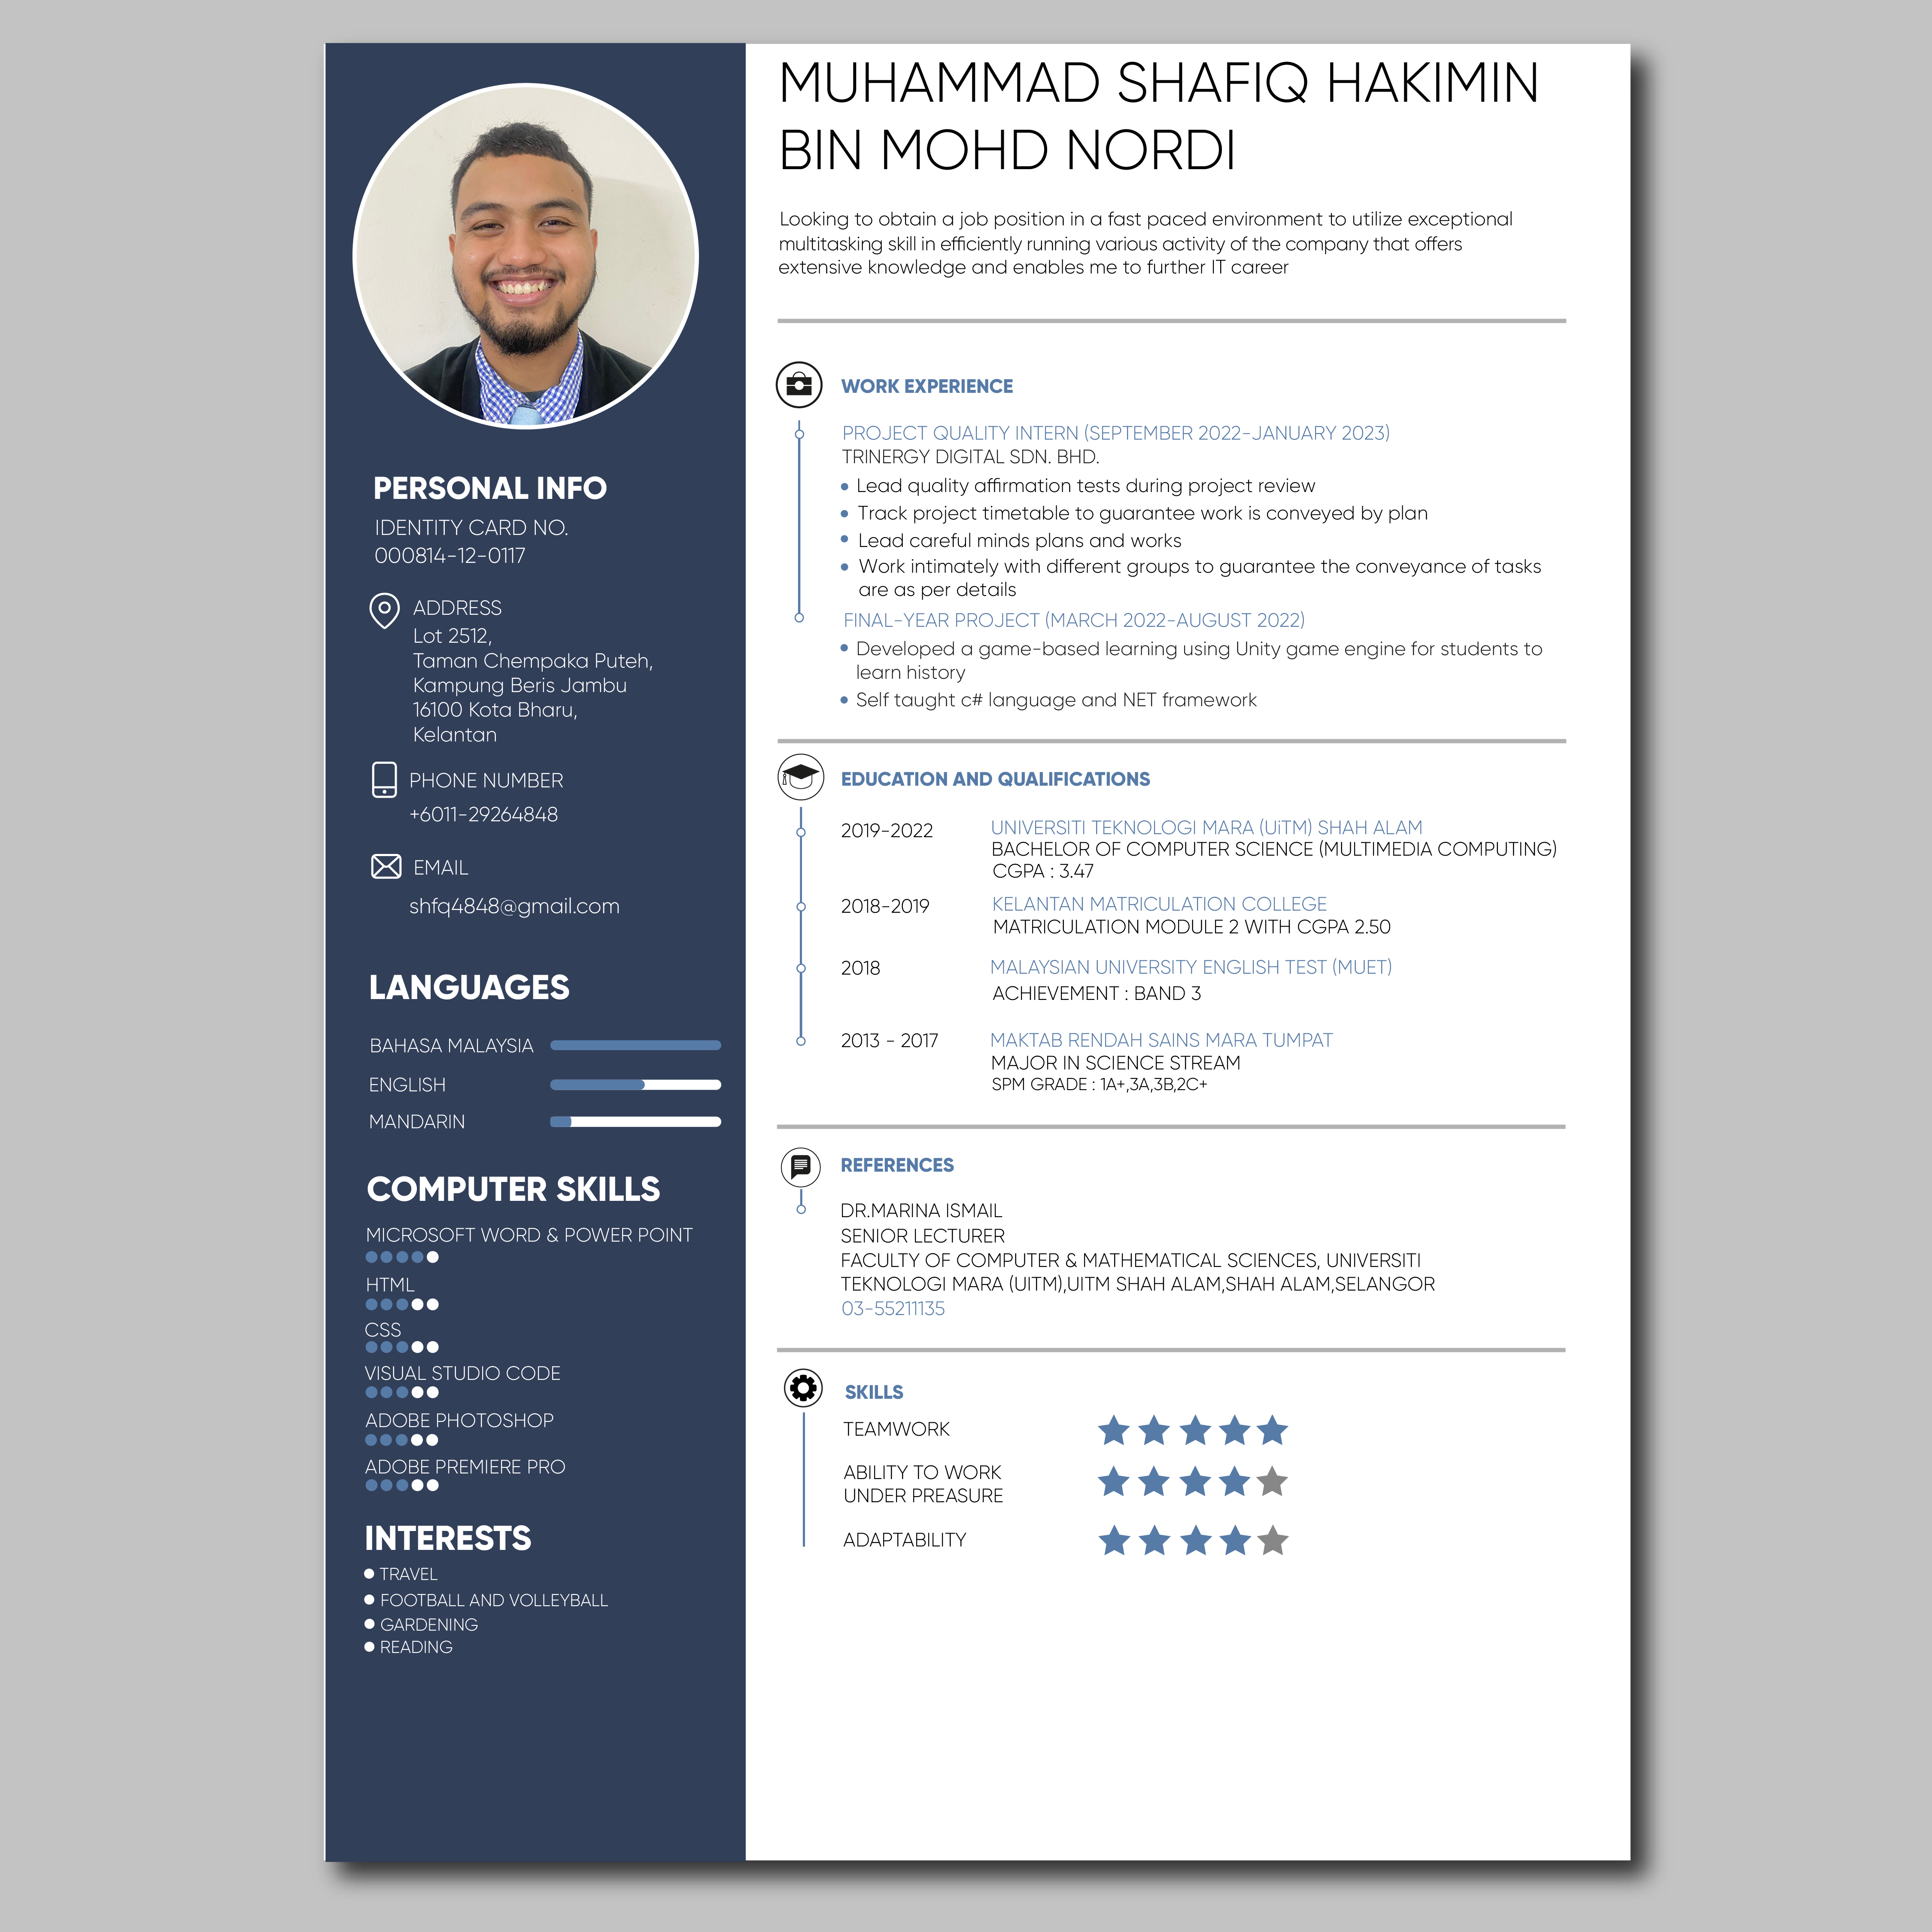 MUHAMMAD SHAFIQ HAKIMIN
BIN MOHD NORDI
Looking to obtain a job position in a fast paced environment to utilize exceptional
multitasking skill in efficiently running various activity of the company that offers
extensive knowledge and enables me to further IT career
PERSONAL INFO
IDENTITY CARD NO.
000814-12-0117
ADDRESS
Lot 2512,
Taman Chempaka Puteh,
Kampung Beris Jambu
16100 Kota Bharu,
Kelantan
PHONE NUMBER
+6011-29264848
EMAIL
shfq4848@gmail.com
LANGUAGES
BAHASA MALAYSIA
ENGLISH
MANDARIN
COMPUTER SKILLS
MICROSOFT WORD & POWER POINT
HTML
CSS
VISUAL STUDIO CODE
ADOBE PHOTOSHOP
ADOBE PREMIERE PRO
INTERESTS
TRAVEL
FOOTBALL AND VOLLEYBALL
GARDENING
READING
WORK EXPERIENCE
PROJECT QUALITY INTERN (SEPTEMBER 2022-JANUARY 2023)
TRINERGY DIGITAL SDN. BHD.
Lead quality affirmation tests during project review
Track project timetable to guarantee work is conveyed by plan
Lead careful minds plans and works
Work intimately with different groups to guarantee the conveyance of tasks
are as per details
FINAL-YEAR PROJECT (MARCH 2022-AUGUST 2022)
Developed a game-based learning using Unity game engine for students to
learn history
Self taught c# language and NET framework
EDUCATION AND QUALIFICATIONS
2019-2022 UNIVERSITI TEKNOLOGI MARA (UiTM) SHAH ALAM
BACHELOR OF COMPUTER SCIENCE (MULTIMEDIA COMPUTING)
CGPA : 3.47
2018-2019 KELANTAN MATRICULATION COLLEGE
MATRICULATION MODULE 2 WITH CGPA 2.50
2018 MALAYSIAN UNIVERSITY ENGLISH TEST (MUET)
ACHIEVEMENT : BAND 3
2013 - 2017 MAKTAB RENDAH SAINS MARA TUMPAT
MAJOR IN SCIENCE STREAM
SPM GRADE : 1A+,3A,3B,2C+
REFERENCES
DR.MARINA ISMAIL
SENIOR LECTURER
FACULTY OF COMPUTER & MATHEMATICAL SCIENCES, UNIVERSITI
TEKNOLOGI MARA (UITM),UITM SHAH ALAM,SHAH ALAM,SELANGOR
03-55211135
SKILLS
TEAMWORK
ABILITY TO WORK
UNDER PREASURE
ADAPTABILITY